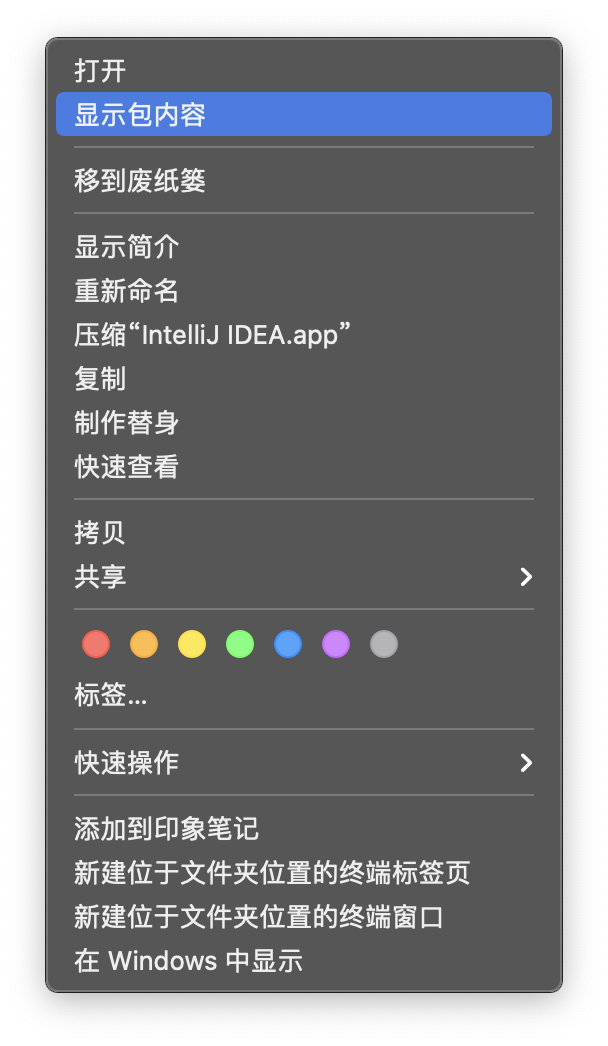 打开
显示包内容
移到废纸篓
显示简介
重新命名
压缩“IntelliJ IDEA.app”
复制
制作替身
快速查看
拷贝
共享
标签...
快速操作
添加到印象笔记
新建位于文件夹位置的终端标签页
新建位于文件夹位置的终端窗口
在 Windows 中显示